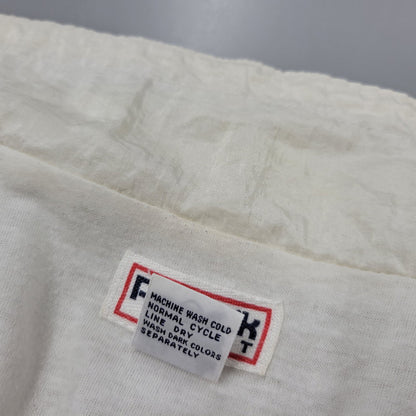 MACHINE WASH COLD
NORMAL CYCLE
LINE DRY
WASH DARK COLORS
SEPARATELY